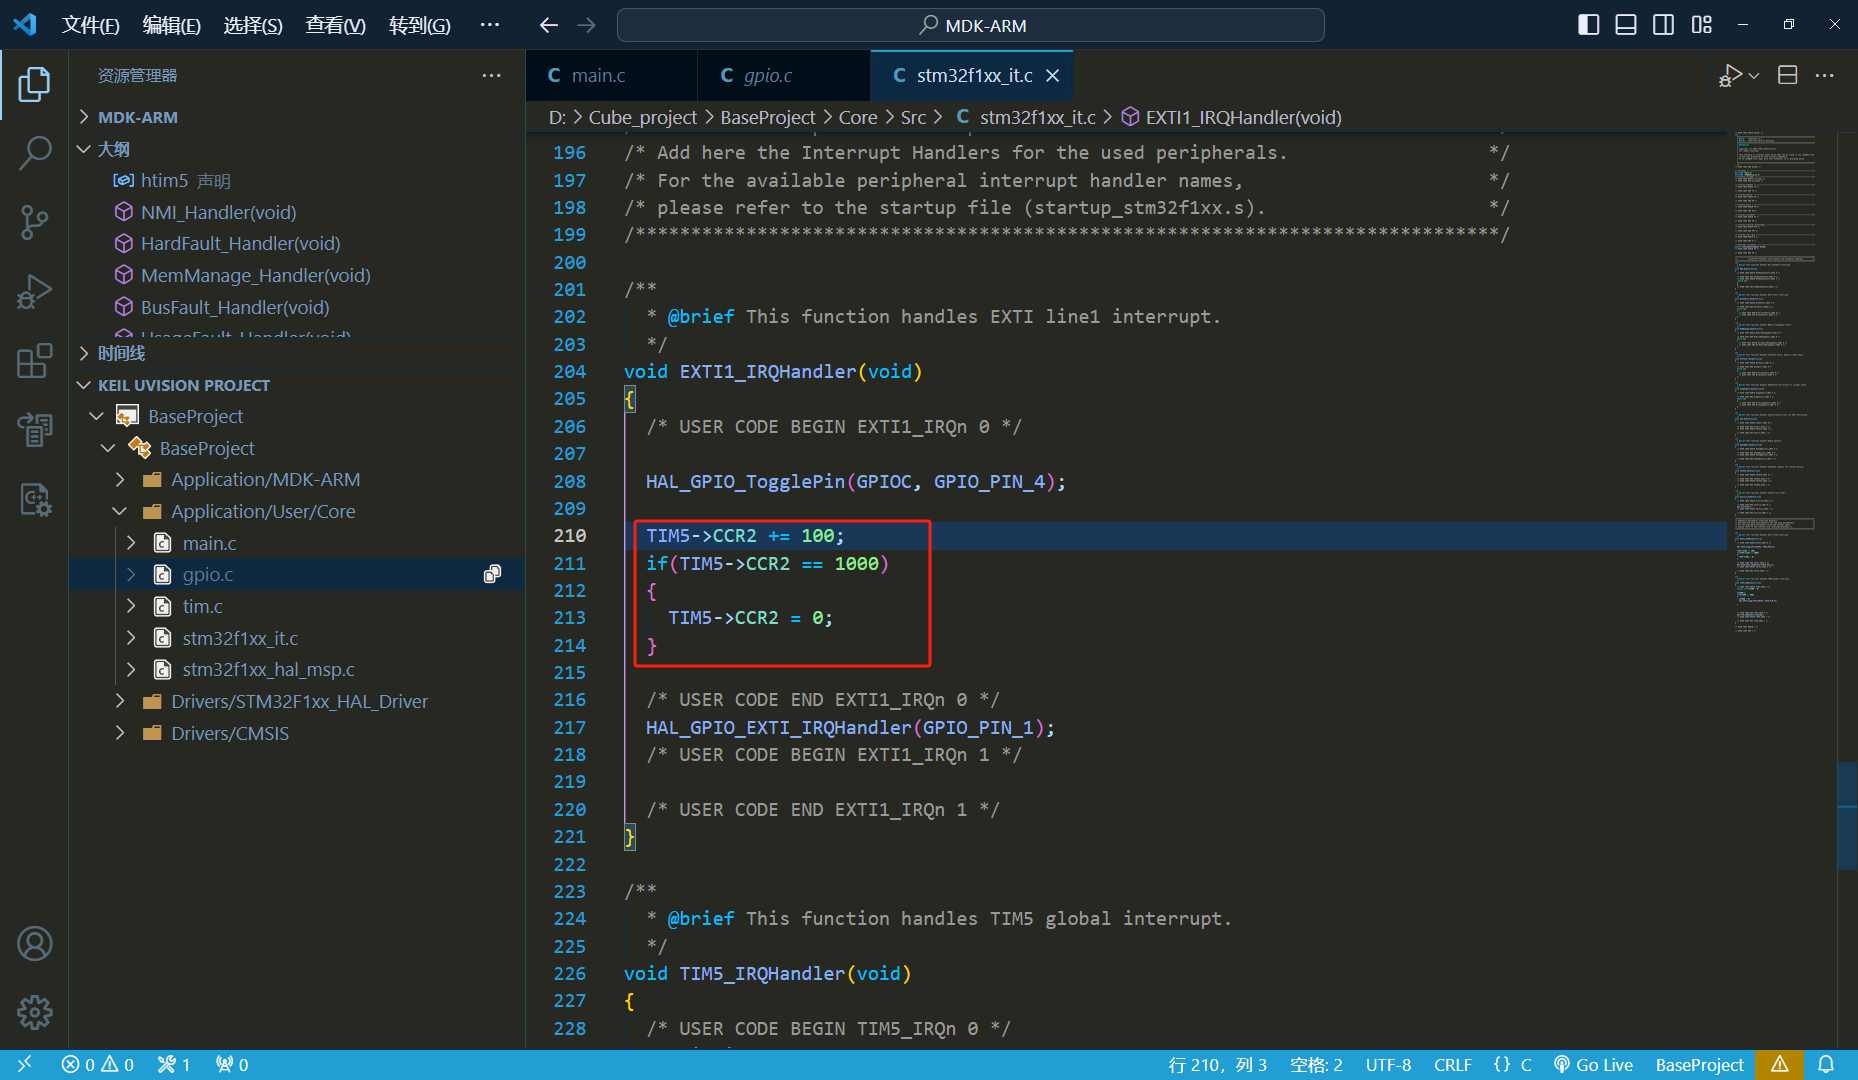 文件(F) 编辑(E) 选择(S) 查看(V) 转到(G) ··· MDK-ARM
资源管理器 ···
MDK-ARM
大纲
htim5 声明
NMI_Handler(void)
HardFault_Handler(void)
MemManage_Handler(void)
BusFault_Handler(void)
UsageFault_Handler(void)
时间线
KEIL UVISION PROJECT
BaseProject
BaseProject
Application/MDK-ARM
Application/User/Core
main.c
gpio.c
tim.c
stm32f1xx_it.c
stm32f1xx_hal_msp.c
Drivers/STM32F1xx_HAL_Driver
Drivers/CMSIS
C main.c C gpio.c C stm32f1xx_it.c
D: > Cube_project > BaseProject > Core > Src > C stm32f1xx_it.c > EXTI1_IRQHandler(void)
196 /* Add here the Interrupt Handlers for the used peripherals. */
197 /* For the available peripheral interrupt handler names, */
198 /* please refer to the startup file (startup_stm32f1xx.s). */
199 /******************************************************************************/
200
201 /**
202 * @brief This function handles EXTI line1 interrupt.
203 */
204 void EXTI1_IRQHandler(void)
205 {
206 /* USER CODE BEGIN EXTI1_IRQn 0 */
207
208 HAL_GPIO_TogglePin(GPIOC, GPIO_PIN_4);
209
210 TIM5->CCR2 += 100;
211 if(TIM5->CCR2 == 1000)
212 {
213 TIM5->CCR2 = 0;
214 }
215
216 /* USER CODE END EXTI1_IRQn 0 */
217 HAL_GPIO_EXTI_IRQHandler(GPIO_PIN_1);
218 /* USER CODE BEGIN EXTI1_IRQn 1 */
219
220 /* USER CODE END EXTI1_IRQn 1 */
221 }
222
223 /**
224 * @brief This function handles TIM5 global interrupt.
225 */
226 void TIM5_IRQHandler(void)
227 {
228 /* USER CODE BEGIN TIM5_IRQn 0 */
0 0 1 0 行 210，列 3 空格: 2 UTF-8 CRLF {} C Go Live BaseProject